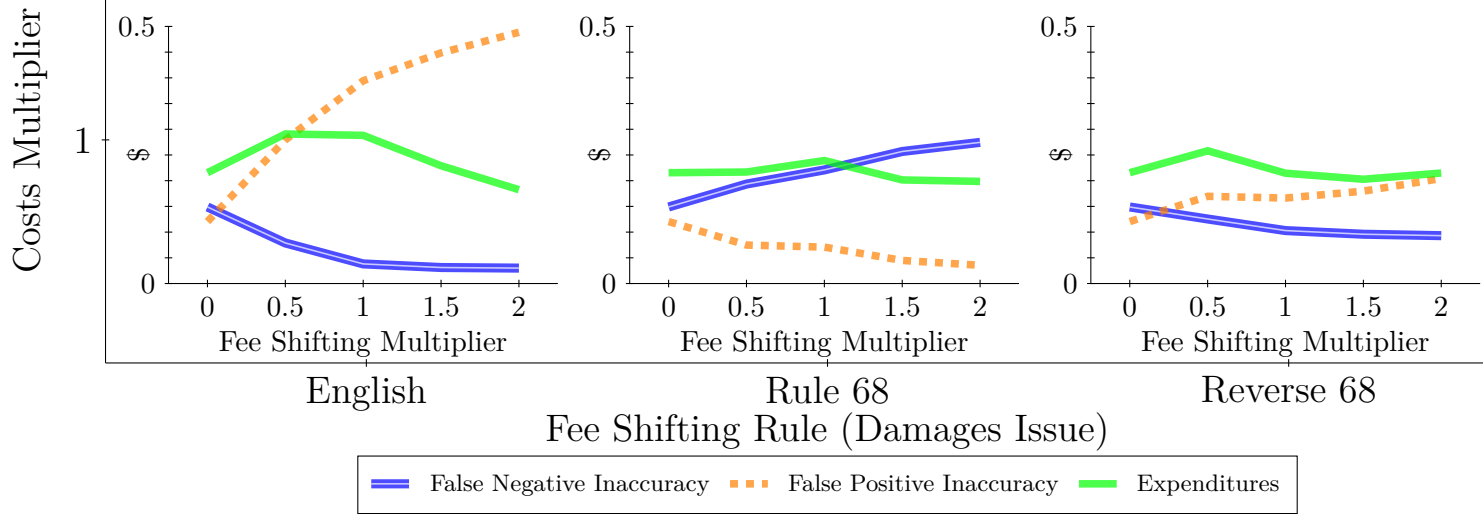 Costs Multiplier
1
0.5
$
0
0 0.5 1 1.5 2
Fee Shifting Multiplier
0.5
$
0
0 0.5 1 1.5 2
Fee Shifting Multiplier
0.5
$
0
0 0.5 1 1.5 2
Fee Shifting Multiplier
English Rule 68 Reverse 68
Fee Shifting Rule (Damages Issue)
False Negative Inaccuracy False Positive Inaccuracy Expenditures